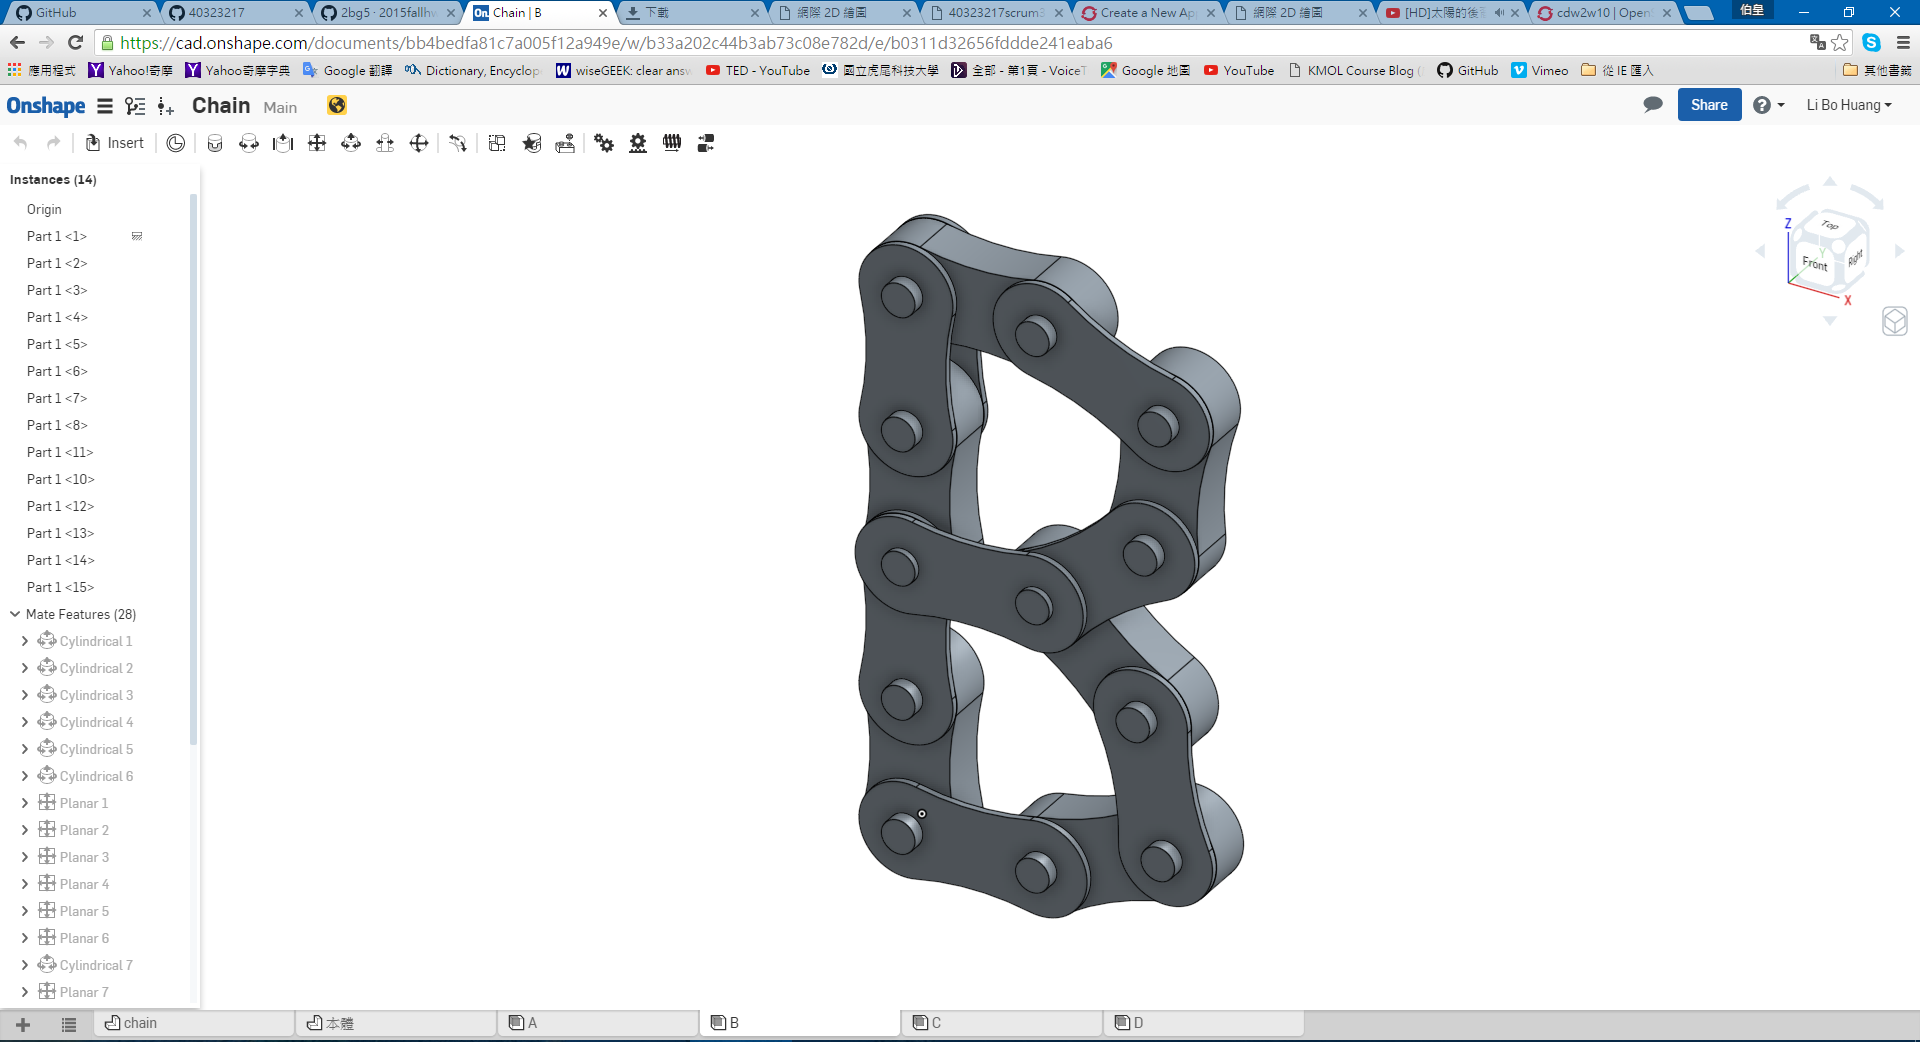 GitHub
40323217
2bg5 · 2015fallhw
Chain | B
下載
網際 2D 繪圖
40323217scrum3
Create a New App
網際 2D 繪圖
[HD]太陽的後
cdw2w10 | Open
伯皇
https://cad.onshape.com/documents/bb4bedfa81c7a005f12a949e/w/b33a202c44b3ab73c08e782d/e/b0311d32656fddde241eaba6
應用程式
Yahoo!奇摩
Yahoo奇摩字典
Google 翻譯
Dictionary, Encyclop
wiseGEEK: clear answ
TED - YouTube
國立虎尾科技大學
全部 - 第1頁 - VoiceT
Google 地圖
YouTube
KMOL Course Blog (
GitHub
Vimeo
從 IE 匯入
其他書籤
Onshape
Chain
Main
Share
Li Bo Huang
Insert
Instances (14)
Origin
Part 1 <1>
Part 1 <2>
Part 1 <3>
Part 1 <4>
Part 1 <5>
Part 1 <6>
Part 1 <7>
Part 1 <8>
Part 1 <11>
Part 1 <10>
Part 1 <12>
Part 1 <13>
Part 1 <14>
Part 1 <15>
Mate Features (28)
Cylindrical 1
Cylindrical 2
Cylindrical 3
Cylindrical 4
Cylindrical 5
Cylindrical 6
Planar 1
Planar 2
Planar 3
Planar 4
Planar 5
Planar 6
Cylindrical 7
Planar 7
Z
Top
Y
Front
Right
X
chain
本體
A
B
C
D